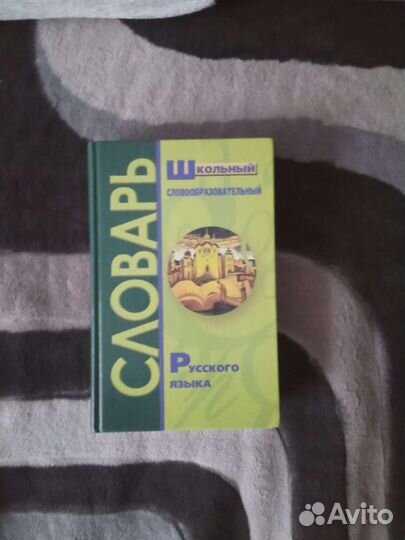 СЛОВАРЬ
Школьный
СЛОВООБРАЗОВАТЕЛЬНЫЙ
Русского
языка
Avito